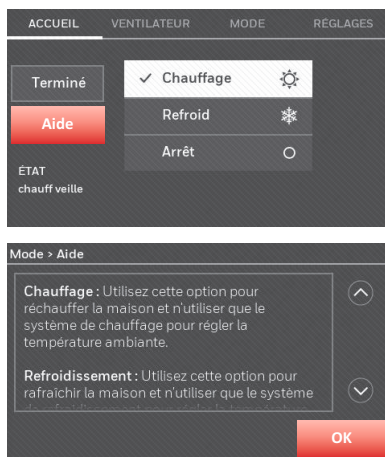 ACCUEIL VENTILATEUR MODE RÉGLAGES
Terminé
✓ Chauffage
Aide
Refroid
Arrêt
ÉTAT
chauff veille
Mode > Aide
Chauffage : Utilisez cette option pour
réchauffer la maison et n'utiliser que le
système de chauffage pour régler la
température ambiante.
Refroidissement : Utilisez cette option pour
rafraîchir la maison et n'utiliser que le système
OK